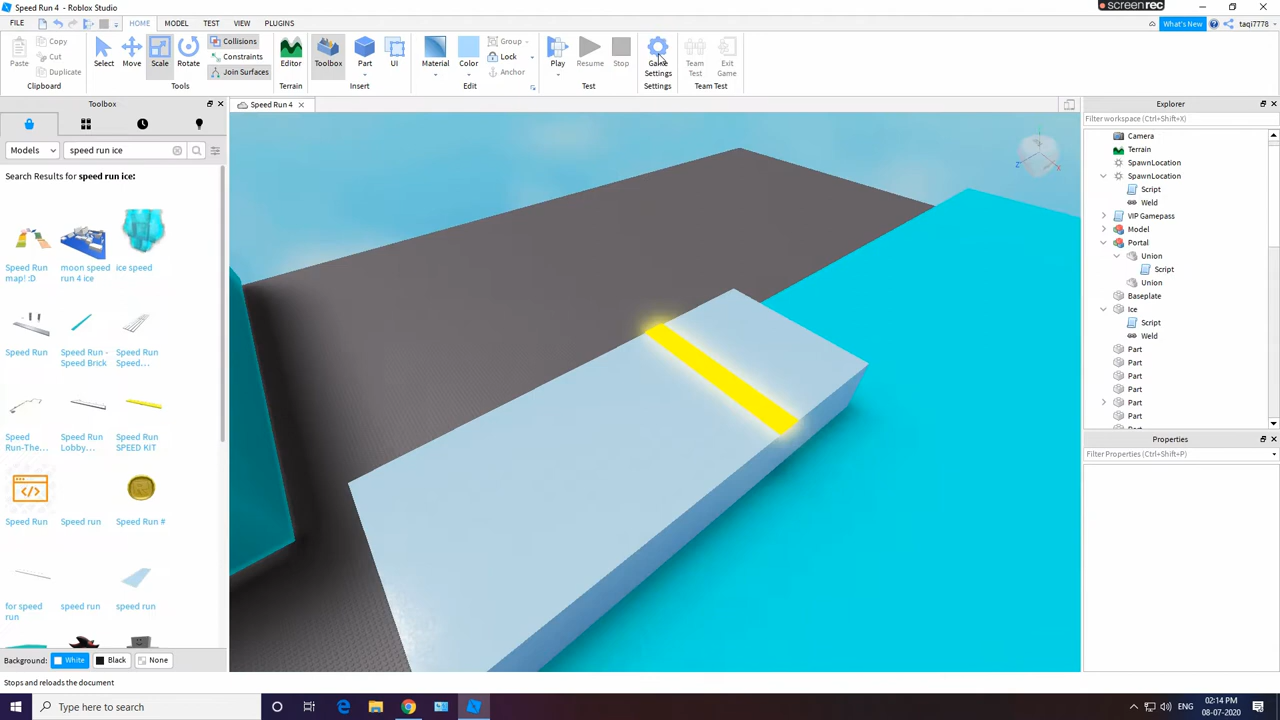 Speed Run 4 - Roblox Studio
screenrec
FILE HOME MODEL TEST VIEW PLUGINS
What's New taqi7778
Paste Copy Cut Duplicate Clipboard
Select Move Scale Rotate Collisions Constraints Join Surfaces Tools
Editor Terrain
Toolbox Part UI Insert
Material Color Group Lock Anchor Edit
Play Resume Stop Test
Game Settings Settings
Team Test Exit Game Team Test
Toolbox
Speed Run 4
Explorer
Filter workspace (Ctrl+Shift+X)
Models speed run ice
Search Results for speed run ice:
Speed Run map! :D
moon speed run 4 ice
ice speed
Speed Run
Speed Run - Speed Brick
Speed Run Speed...
Speed Run-The...
Speed Run Lobby...
Speed Run SPEED KIT
Speed Run
Speed run
Speed Run #
for speed run
speed run
speed run
Background: White Black None
Z
Camera
Terrain
SpawnLocation
SpawnLocation
Script
Weld
VIP Gamepass
Model
Portal
Union
Script
Union
Baseplate
Ice
Script
Weld
Part
Part
Part
Part
Part
Part
Properties
Filter Properties (Ctrl+Shift+P)
Stops and reloads the document
Type here to search
ENG
02:14 PM
08-07-2020